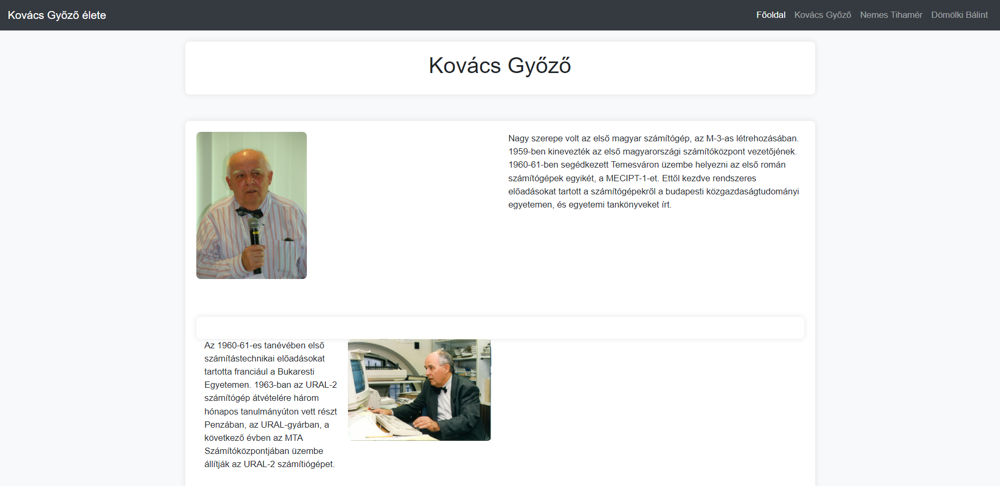 Kovács Győző élete
Főoldal Kovács Győző Nemes Tihamér Dömölki Bálint
Kovács Győző
Nagy szerepe volt az első magyar számítógép, az M-3-as létrehozásában.
1959-ben kinevezték az első magyarországi számítóközpont vezetőjének.
1960-61-ben segédkezett Temesváron üzembe helyezni az első román
számítógépek egyikét, a MECIPT-1-et. Ettől kezdve rendszeres
előadásokat tartott a számítógépekről a budapesti közgazdaságtudományi
egyetemen, és egyetemi tankönyveket írt.
Az 1960-61-es tanévében első
számítástechnikai előadásokat
tartotta franciául a Bukaresti
Egyetemen. 1963-ban az URAL-2
számítógép átvételére három
hónapos tanulmányúton vett részt
Penzában, az URAL-gyárban, a
következő évben az MTA
Számítóközpontjában üzembe
állítják az URAL-2 számítiógépet.